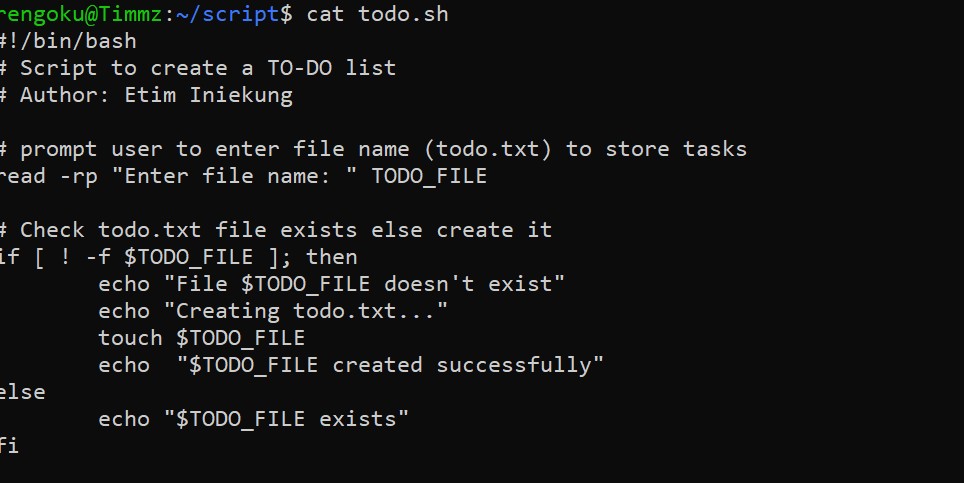 rengoku@Timmz:~/script$ cat todo.sh
#!/bin/bash
# Script to create a TO-DO list
# Author: Etim Iniekung
# prompt user to enter file name (todo.txt) to store tasks
read -rp "Enter file name: " TODO_FILE
# Check todo.txt file exists else create it
if [ ! -f $TODO_FILE ]; then
echo "File $TODO_FILE doesn't exist"
echo "Creating todo.txt..."
touch $TODO_FILE
echo  "$TODO_FILE created successfully"
else
echo "$TODO_FILE exists"
fi